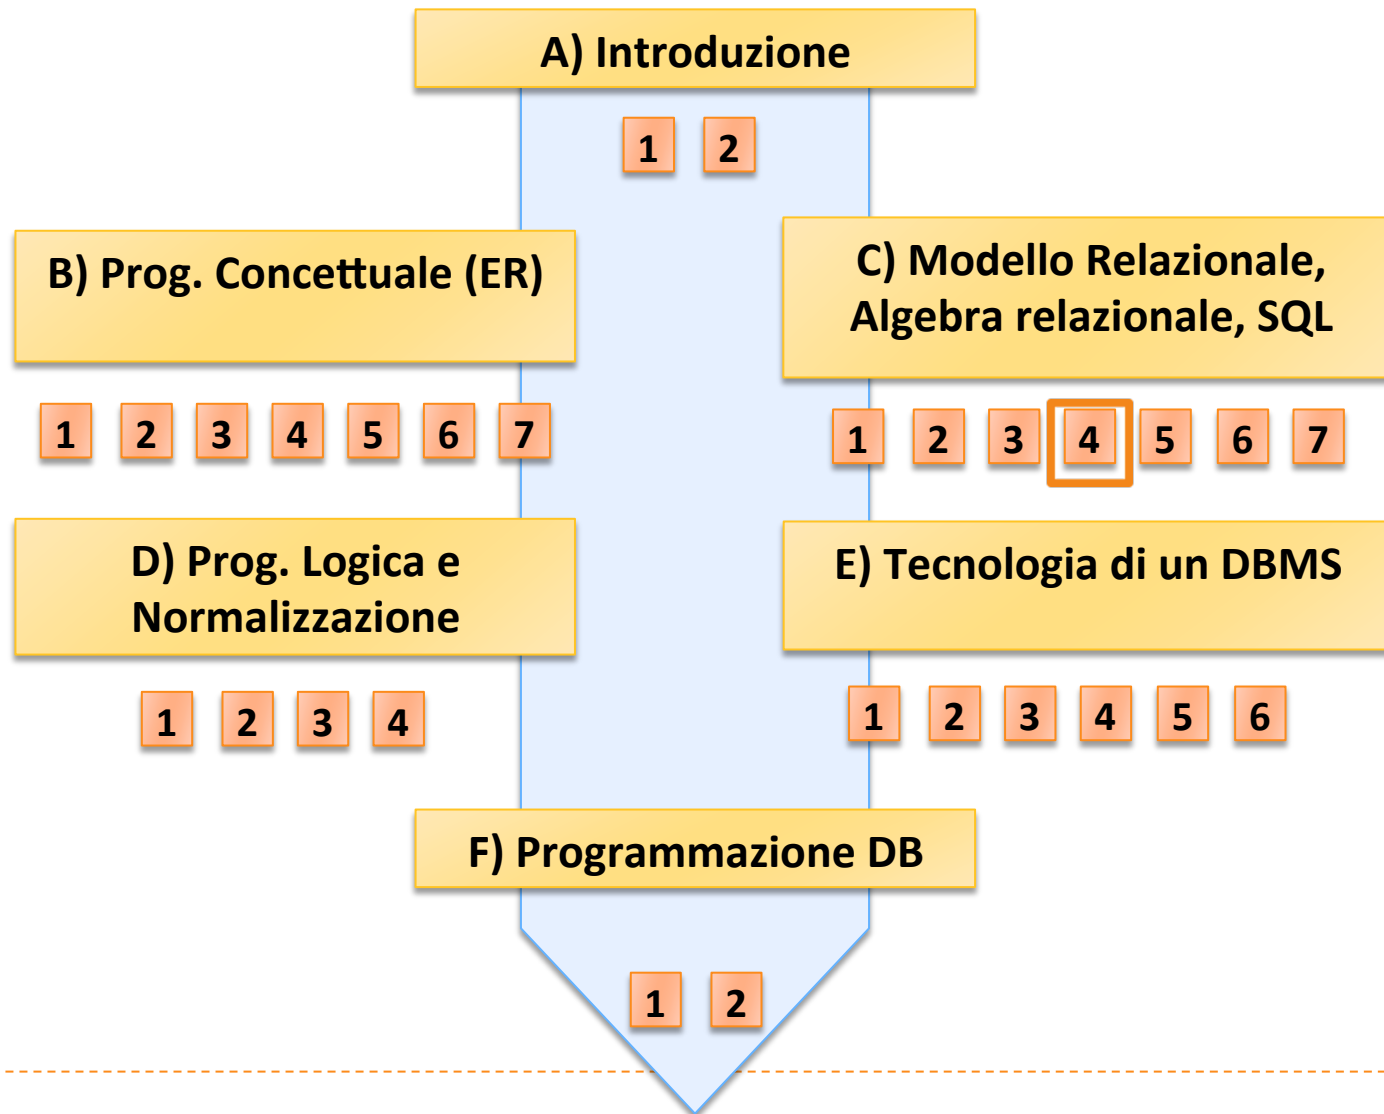 A) Introduzione
1 2
B) Prog. Concettuale (ER)
1 2 3 4 5 6 7
C) Modello Relazionale,
Algebra relazionale, SQL
1 2 3 4 5 6 7
D) Prog. Logica e
Normalizzazione
1 2 3 4
E) Tecnologia di un DBMS
1 2 3 4 5 6
F) Programmazione DB
1 2